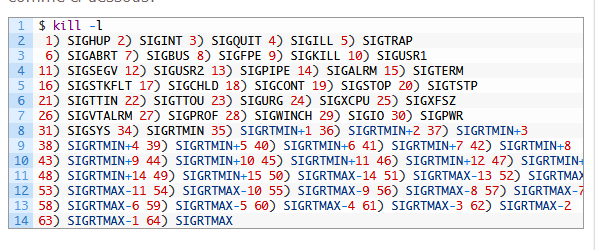 1 $ kill -l
2 1) SIGHUP 2) SIGINT 3) SIGQUIT 4) SIGILL 5) SIGTRAP
3 6) SIGABRT 7) SIGBUS 8) SIGFPE 9) SIGKILL 10) SIGUSR1
4 11) SIGSEGV 12) SIGUSR2 13) SIGPIPE 14) SIGALRM 15) SIGTERM
5 16) SIGSTKFLT 17) SIGCHLD 18) SIGCONT 19) SIGSTOP 20) SIGTSTP
6 21) SIGTTIN 22) SIGTTOU 23) SIGURG 24) SIGXCPU 25) SIGXFSZ
7 26) SIGVTALRM 27) SIGPROF 28) SIGWINCH 29) SIGIO 30) SIGPWR
8 31) SIGSYS 34) SIGRTMIN 35) SIGRTMIN+1 36) SIGRTMIN+2 37) SIGRTMIN+3
9 38) SIGRTMIN+4 39) SIGRTMIN+5 40) SIGRTMIN+6 41) SIGRTMIN+7 42) SIGRTMIN+8
10 43) SIGRTMIN+9 44) SIGRTMIN+10 45) SIGRTMIN+11 46) SIGRTMIN+12 47) SIGRTMIN+
11 48) SIGRTMIN+14 49) SIGRTMIN+15 50) SIGRTMAX-14 51) SIGRTMAX-13 52) SIGRTMAX
12 53) SIGRTMAX-11 54) SIGRTMAX-10 55) SIGRTMAX-9 56) SIGRTMAX-8 57) SIGRTMAX-7
13 58) SIGRTMAX-6 59) SIGRTMAX-5 60) SIGRTMAX-4 61) SIGRTMAX-3 62) SIGRTMAX-2
14 63) SIGRTMAX-1 64) SIGRTMAX